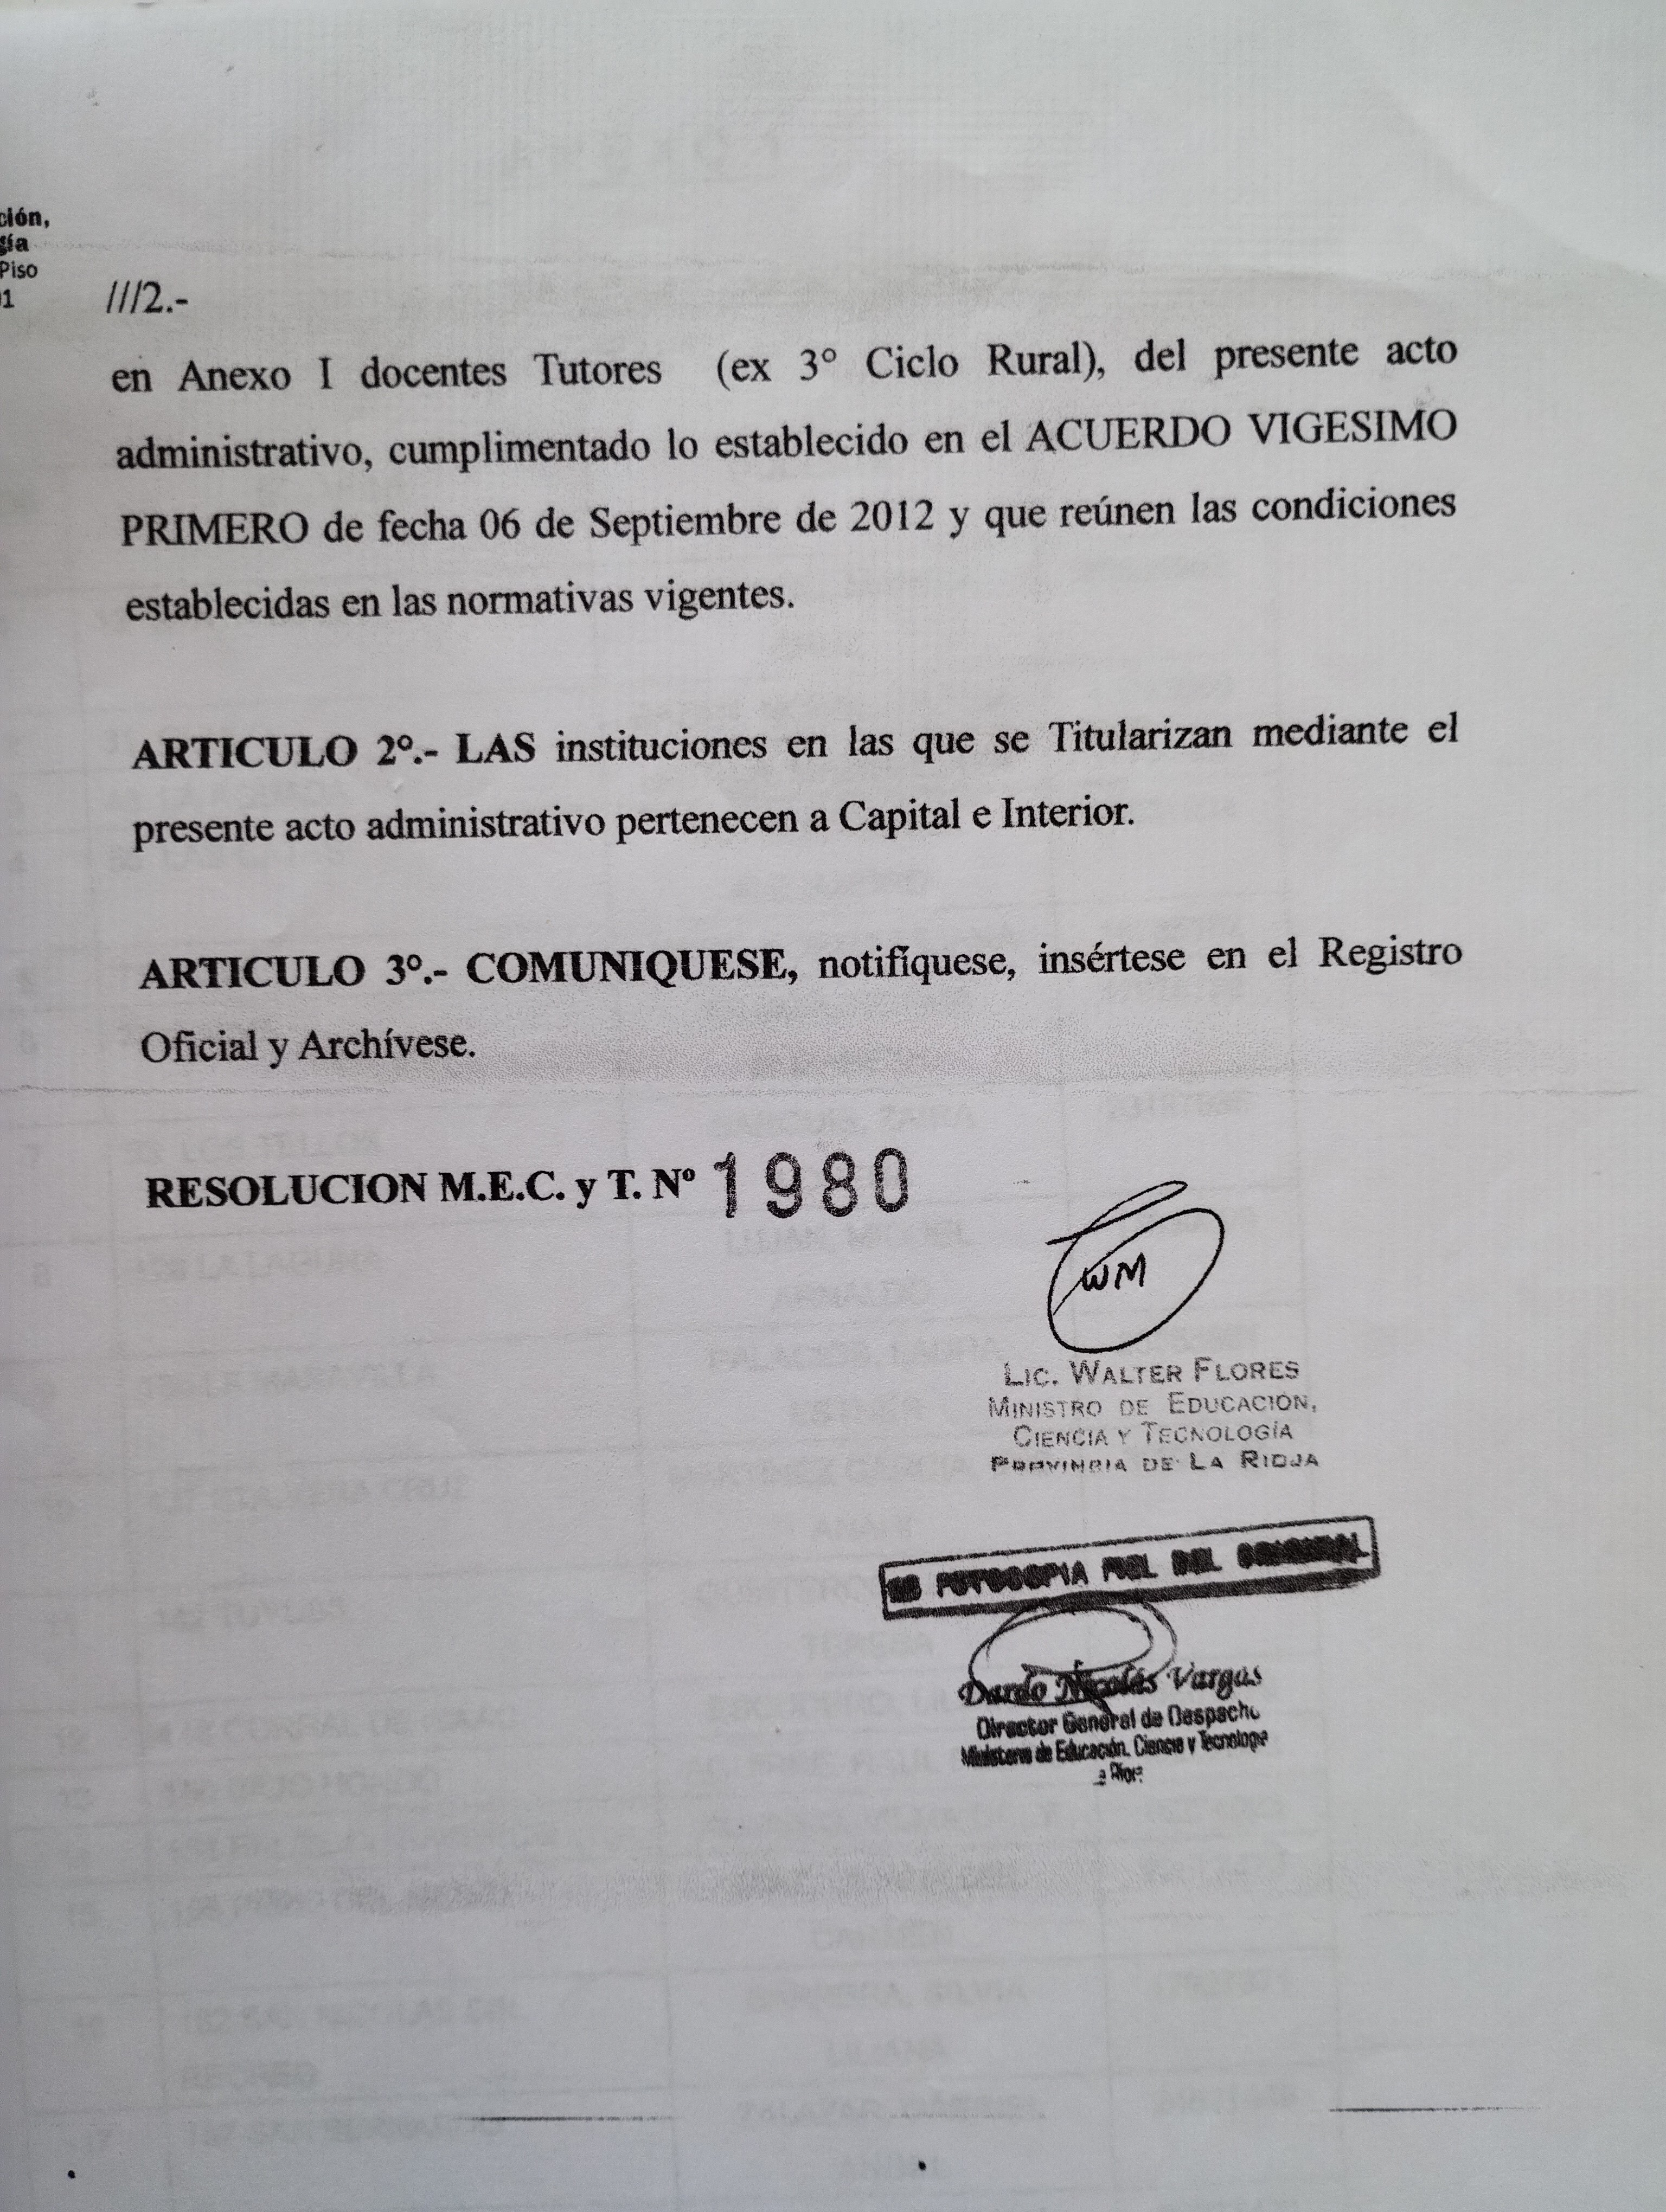 ción,
gía
Piso
01
///2.-
en Anexo I docentes Tutores (ex 3° Ciclo Rural), del presente acto
administrativo, cumplimentado lo establecido en el ACUERDO VIGESIMO
PRIMERO de fecha 06 de Septiembre de 2012 y que reúnen las condiciones
establecidas en las normativas vigentes.
ARTICULO 2°.- LAS instituciones en las que se Titularizan mediante el
presente acto administrativo pertenecen a Capital e Interior.
ARTICULO 3°.- COMUNIQUESE, notifíquese, insértese en el Registro
Oficial y Archívese.
RESOLUCION M.E.C. y T. Nº 1980
WM
LIC. WALTER FLORES
MINISTRO DE EDUCACIÓN,
CIENCIA Y TECNOLOGÍA
PROVINCIA DE LA RIOJA
ES FOTOCOPIA FIEL DEL ORIGINAL
Dardo Nicolás Vargas
Director General de Despacho
Ministerio de Educación, Ciencia y Tecnología